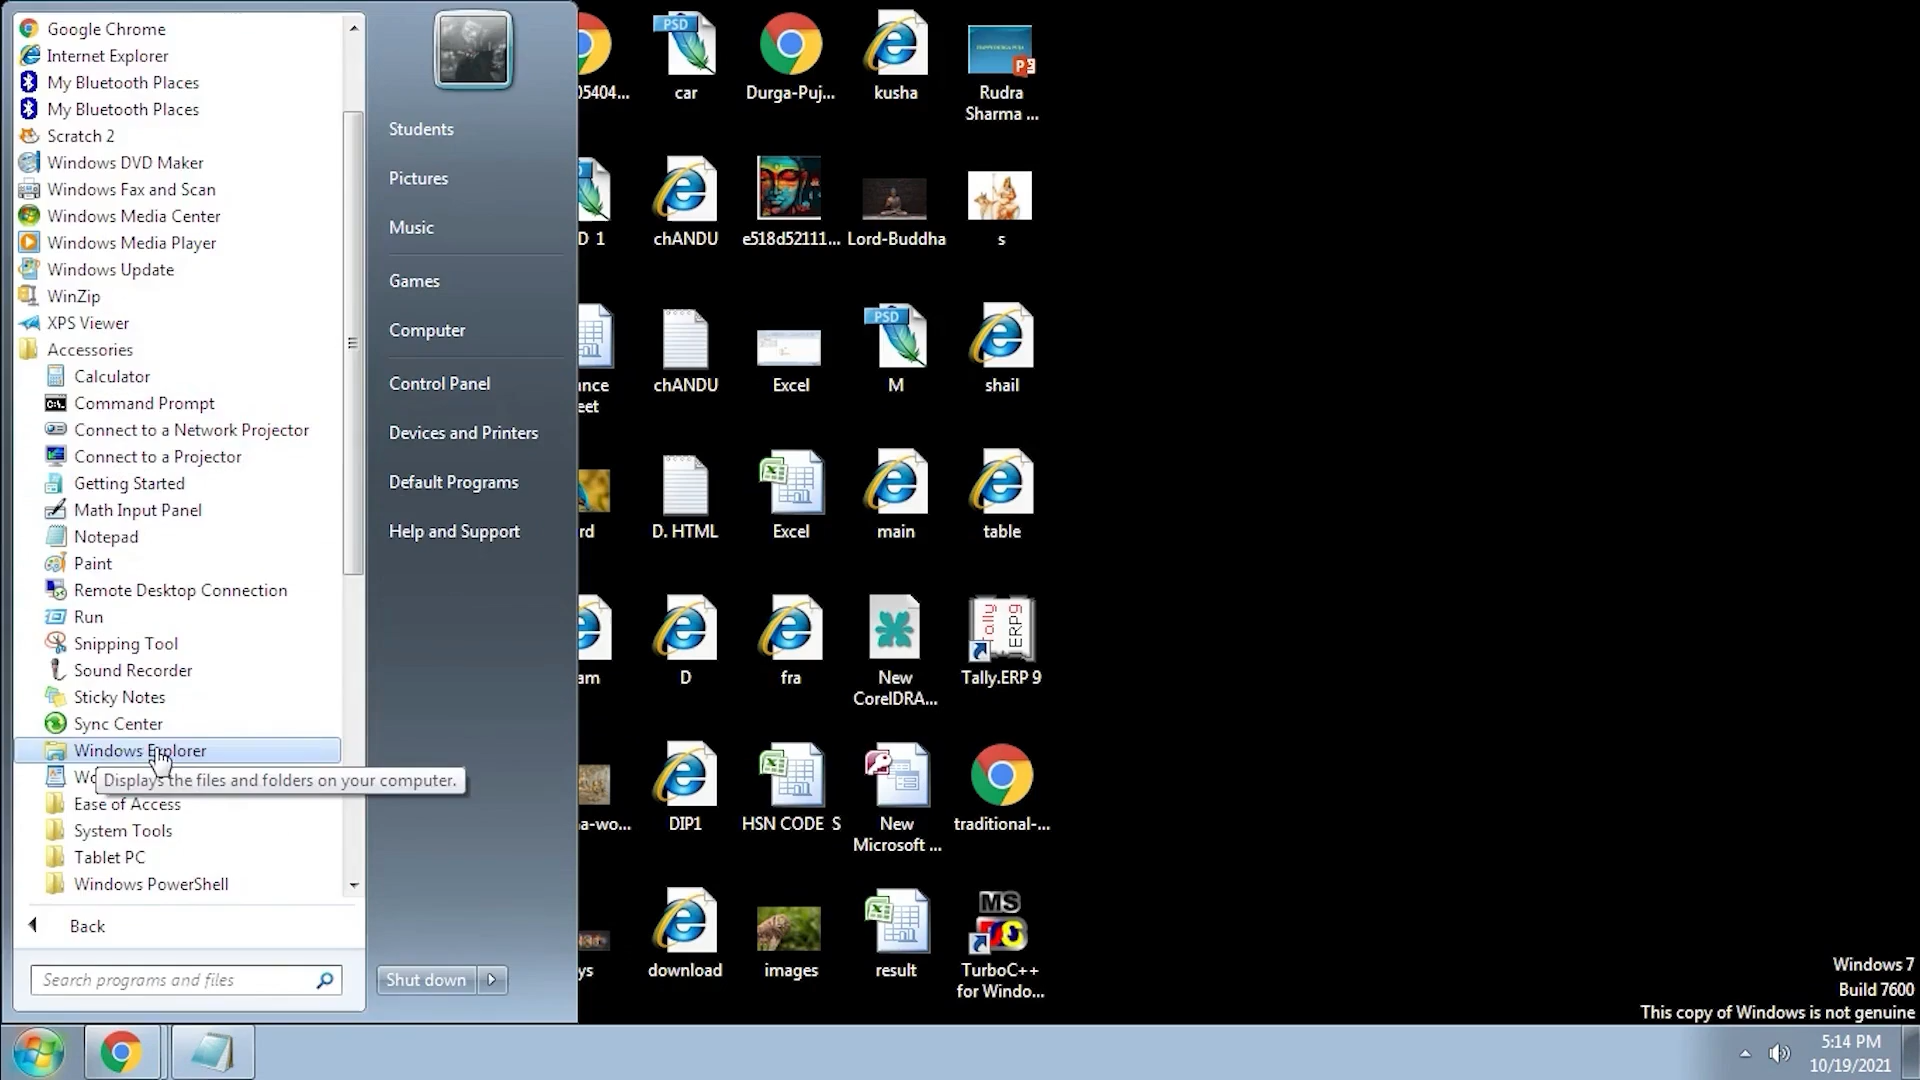 Google Chrome
Internet Explorer
My Bluetooth Places
My Bluetooth Places
Scratch 2
Windows DVD Maker
Windows Fax and Scan
Windows Media Center
Windows Media Player
Windows Update
WinZip
XPS Viewer
Accessories
Calculator
Command Prompt
Connect to a Network Projector
Connect to a Projector
Getting Started
Math Input Panel
Notepad
Paint
Remote Desktop Connection
Run
Snipping Tool
Sound Recorder
Sticky Notes
Sync Center
Windows Explorer
Displays the files and folders on your computer.
Ease of Access
System Tools
Tablet PC
Windows PowerShell
Back
Search programs and files
Students
Pictures
Music
Games
Computer
Control Panel
Devices and Printers
Default Programs
Help and Support
Shut down
05404...
PSD
car
Durga-Puj...
kusha
Rudra
Sharma ...
D 1
chANDU
e518d52111...
Lord-Buddha
s
nce
eet
chANDU
Excel
PSD
M
shail
rd
D. HTML
Excel
main
table
am
D
fra
New
CorelDRA...
Tally
ERP9
Tally.ERP 9
a-wo...
DIP1
HSN CODE S
New
Microsoft ...
traditional-...
ys
download
images
result
MS
TurboC++
for Windo...
Windows 7
Build 7600
This copy of Windows is not genuine
5:14 PM
10/19/2021